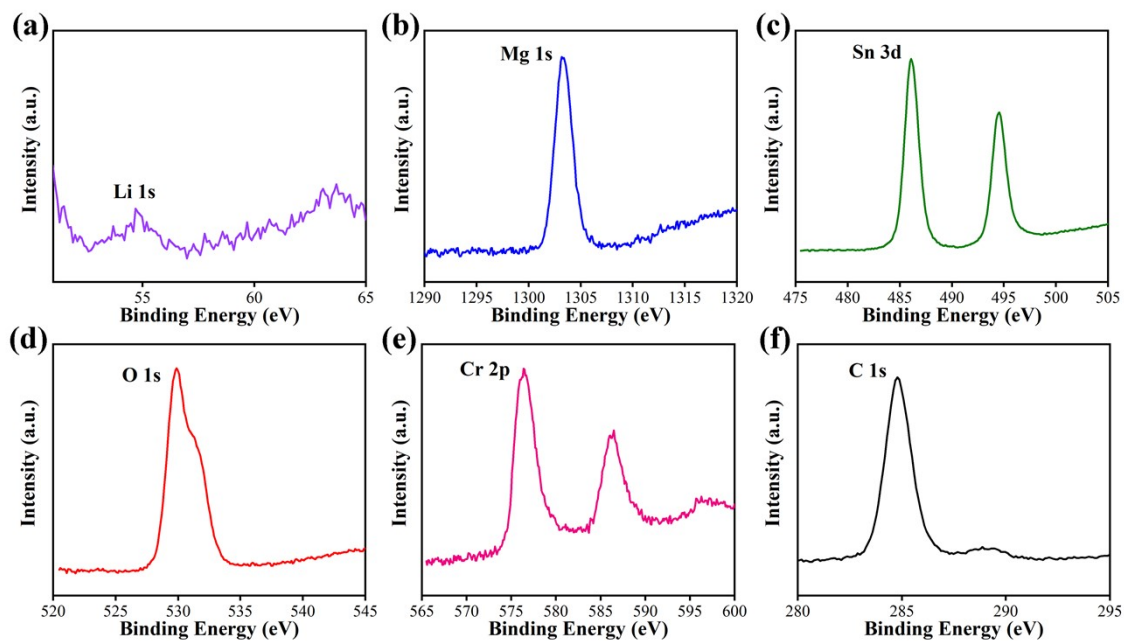 (a)
Intensity (a.u.)
Li 1s
55 60 65
Binding Energy (eV)
(b)
Intensity (a.u.)
Mg 1s
1290 1295 1300 1305 1310 1315 1320
Binding Energy (eV)
(c)
Intensity (a.u.)
Sn 3d
475 480 485 490 495 500 505
Binding Energy (eV)
(d)
Intensity (a.u.)
O 1s
520 525 530 535 540 545
Binding Energy (eV)
(e)
Intensity (a.u.)
Cr 2p
565 570 575 580 585 590 595 600
Binding Energy (eV)
(f)
Intensity (a.u.)
C 1s
280 285 290 295
Binding Energy (eV)